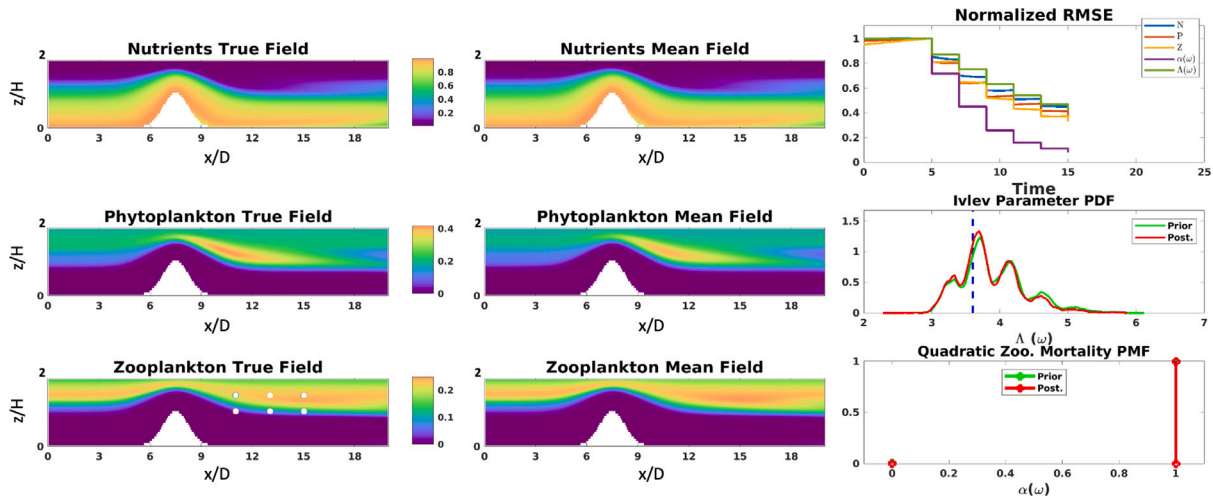 Nutrients True Field
z/H
2
0
0 3 6 9 12 15 18
x/D
0.8
0.6
0.4
0.2
Nutrients Mean Field
2
0
0 3 6 9 12 15 18
x/D
Normalized RMSE
1
0.8
0.6
0.4
0.2
0
0 5 10 15 20 25
Time
N
P
Z
α(ω)
Λ(ω)
Phytoplankton True Field
z/H
2
0
0 3 6 9 12 15 18
x/D
0.4
0.2
0
Phytoplankton Mean Field
2
0
0 3 6 9 12 15 18
x/D
Ivlev Parameter PDF
1.5
1
0.5
0
2 3 4 5 6 7
Λ (ω)
Prior
Post.
Zooplankton True Field
z/H
2
0
0 3 6 9 12 15 18
x/D
0.2
0.1
0
Zooplankton Mean Field
2
0
0 3 6 9 12 15 18
x/D
Quadratic Zoo. Mortality PMF
1
0.5
0
0 0.2 0.4 0.6 0.8 1
α(ω)
Prior
Post.